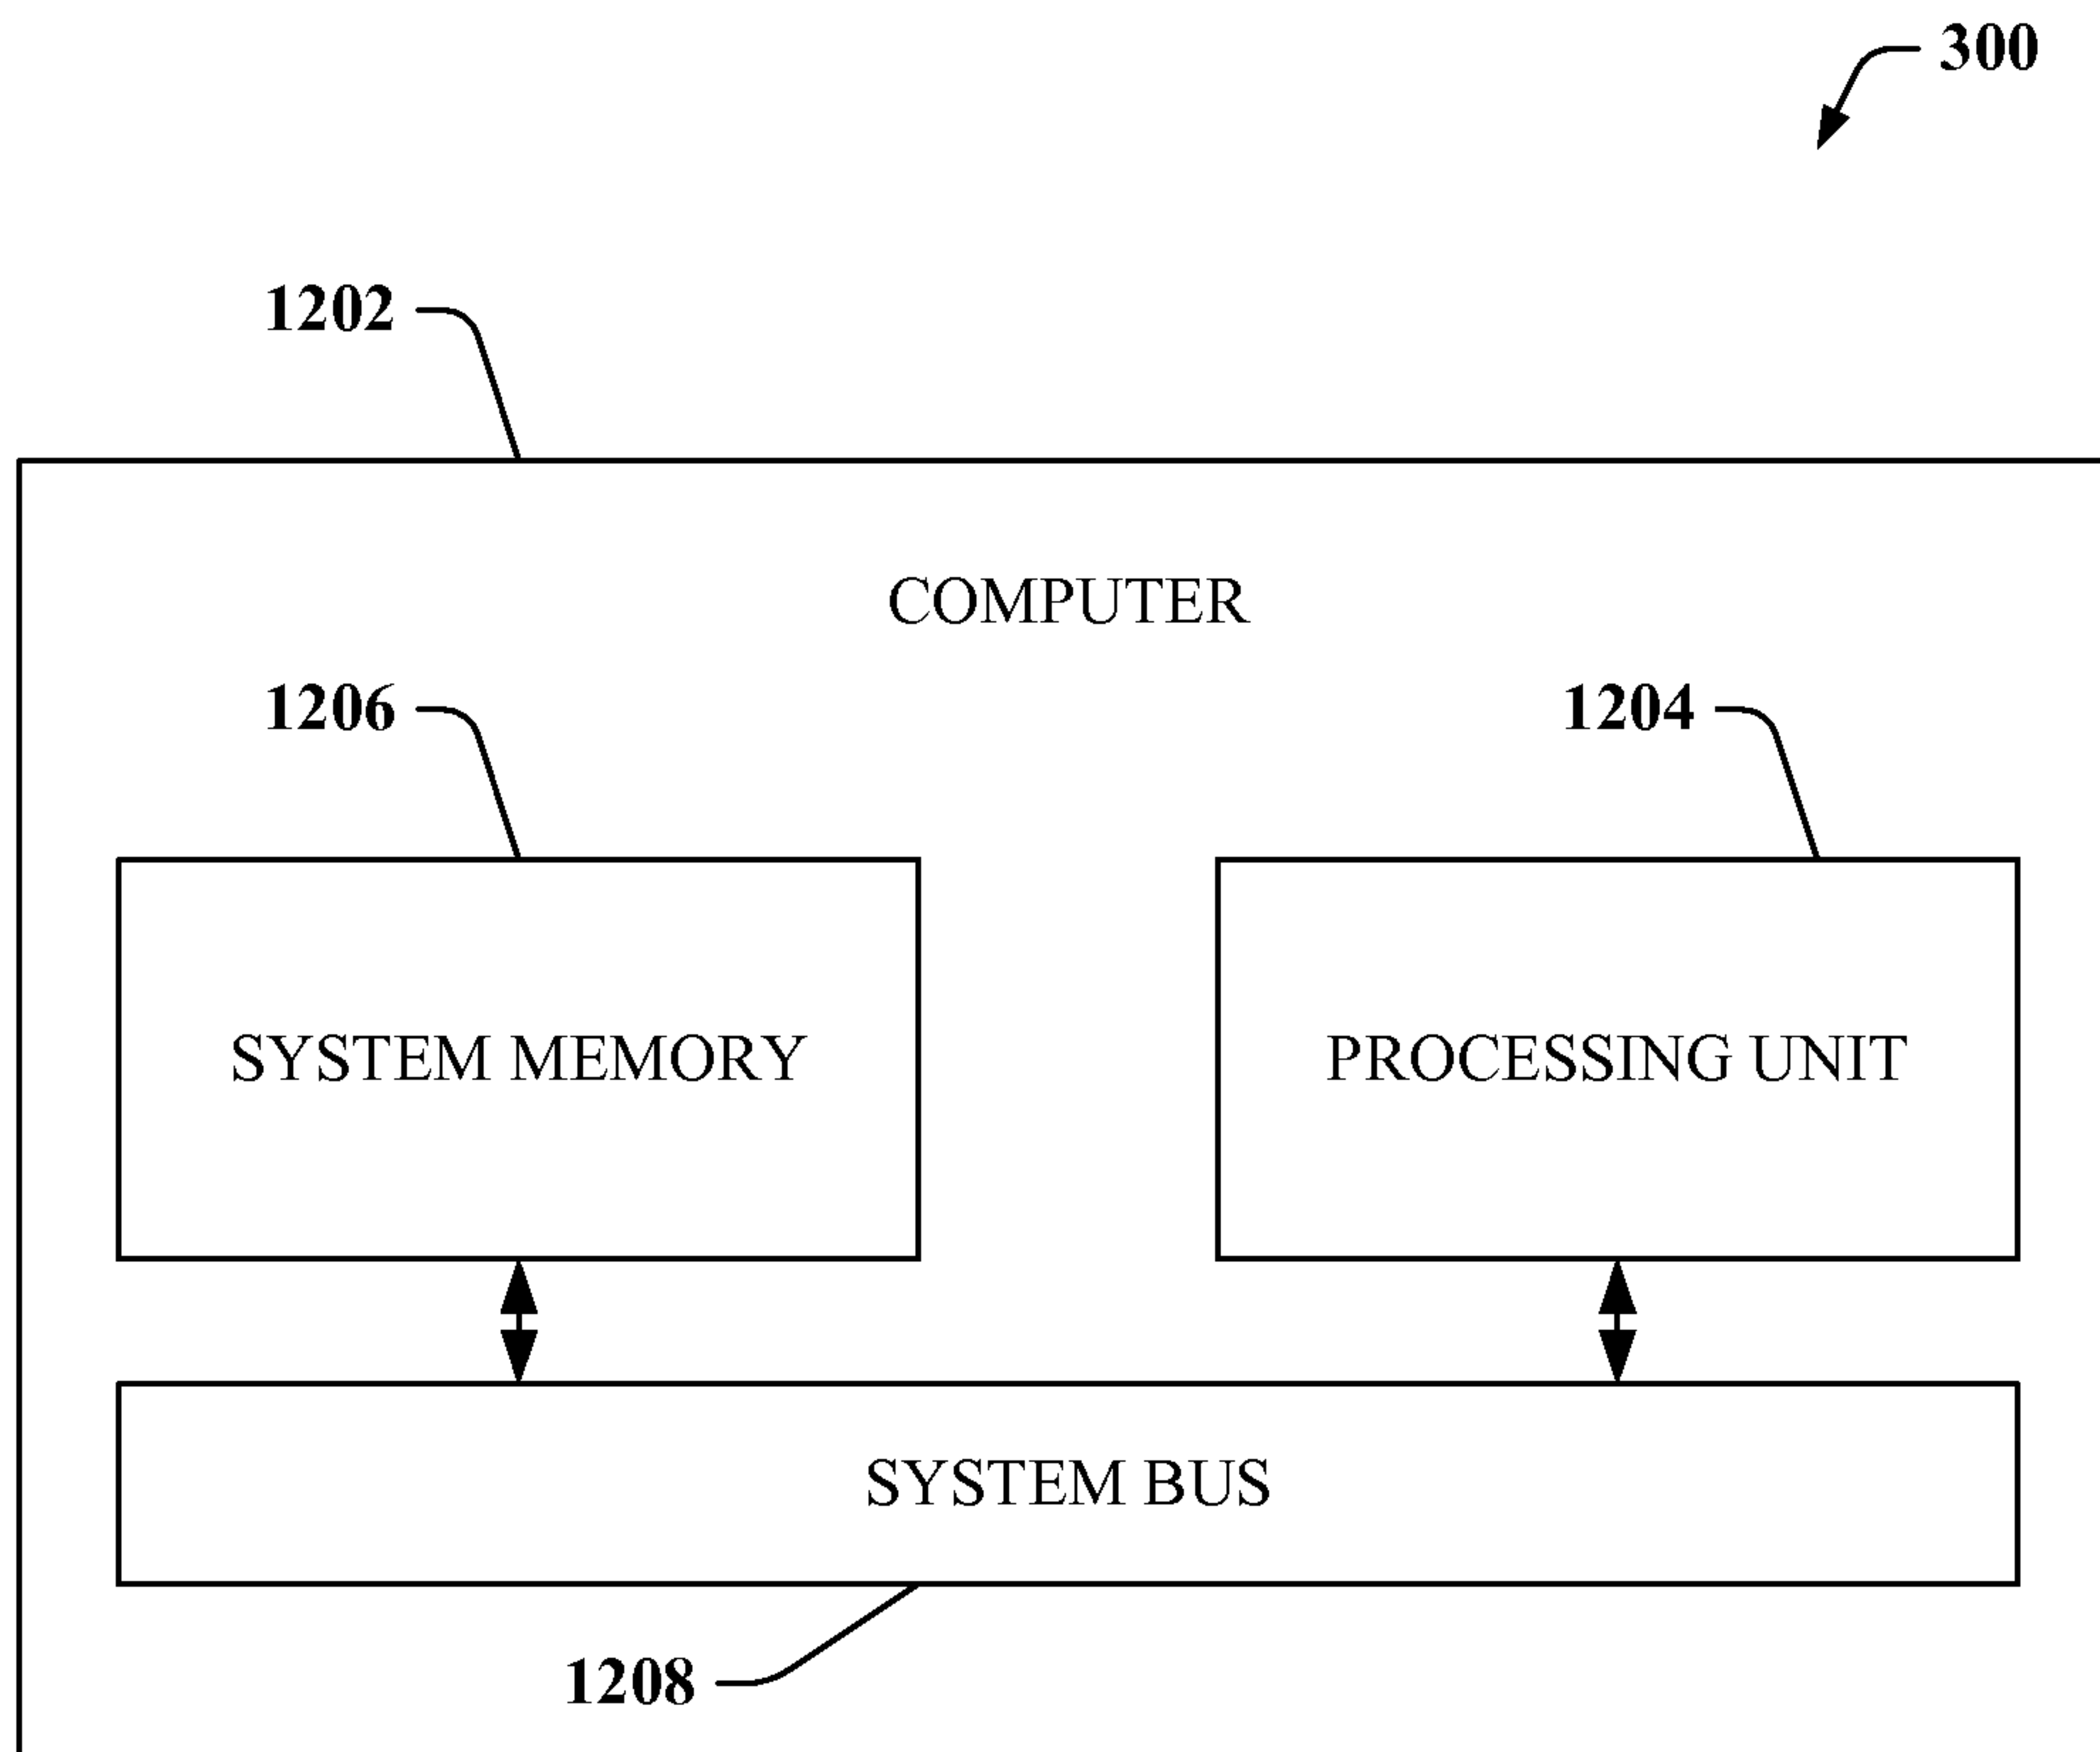 300
1202
COMPUTER
1206
1204
SYSTEM MEMORY
PROCESSING UNIT
SYSTEM BUS
1208